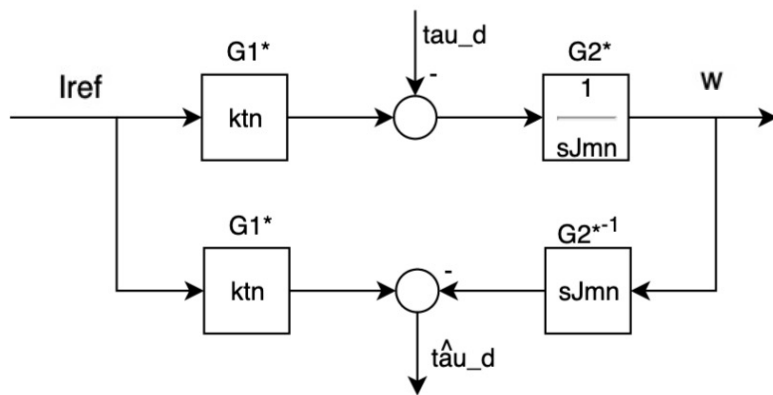 tau_d
G1*
-
G2*
Iref
ktn
1
sJmn
w
G1*
G2*⁻¹
ktn
-
sJmn
tâu_d